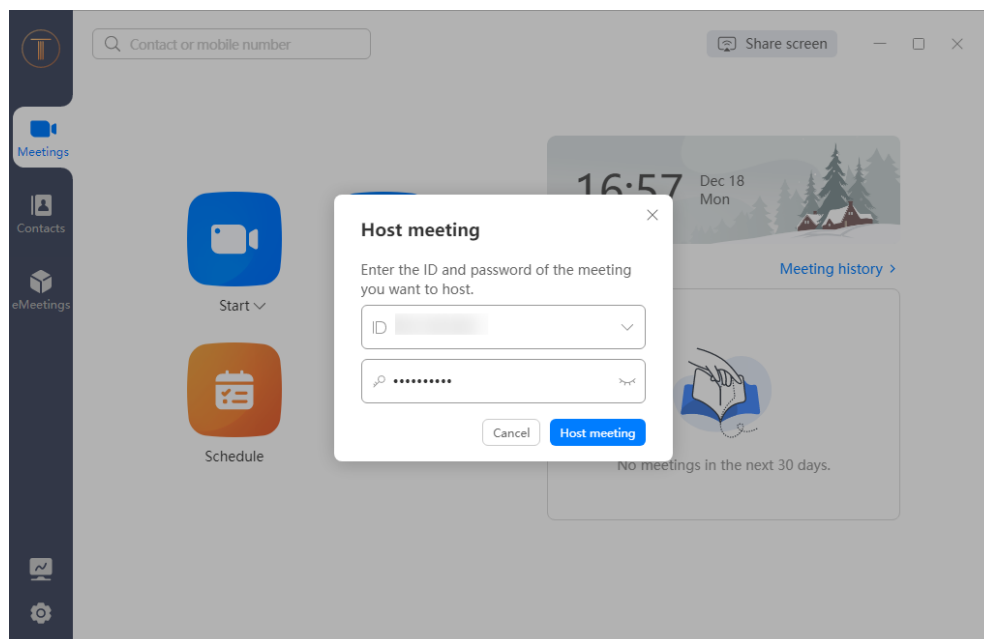 Contact or mobile number
Share screen
Meetings
Contacts
eMeetings
16:57
Dec 18
Mon
Meeting history >
Start
Schedule
Host meeting
Enter the ID and password of the meeting
you want to host.
ID
••••••••••
Cancel
Host meeting
No meetings in the next 30 days.